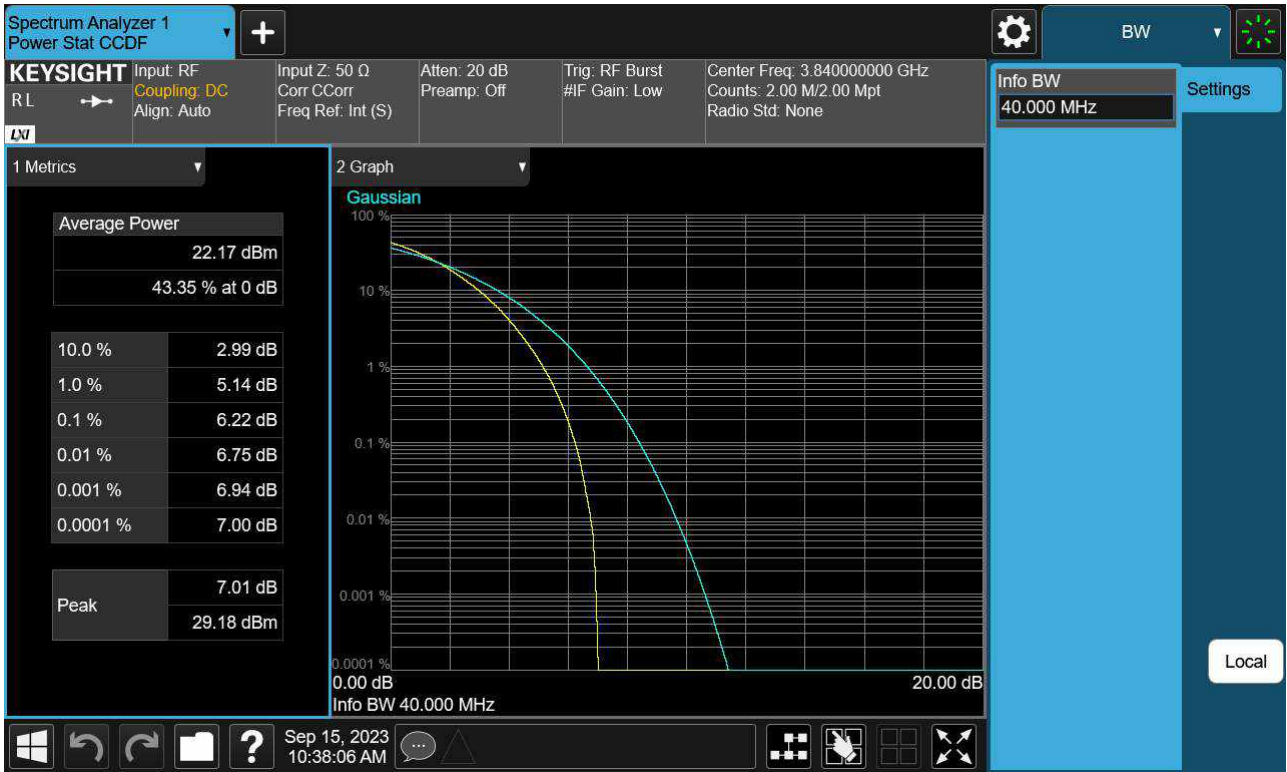 Spectrum Analyzer 1
Power Stat CCDF
+
BW
KEYSIGHT
RL
LXI
Input: RF
Coupling: DC
Align: Auto
Input Z: 50 Ω
Corr CCorr
Freq Ref: Int (S)
Atten: 20 dB
Preamp: Off
Trig: RF Burst
#IF Gain: Low
Center Freq: 3.840000000 GHz
Counts: 2.00 M/2.00 Mpt
Radio Std: None
Info BW
40.000 MHz
Settings
1 Metrics
Average Power
22.17 dBm
43.35 % at 0 dB
10.0 % 2.99 dB
1.0 % 5.14 dB
0.1 % 6.22 dB
0.01 % 6.75 dB
0.001 % 6.94 dB
0.0001 % 7.00 dB
Peak
7.01 dB
29.18 dBm
2 Graph
Gaussian
100 %
10 %
1 %
0.1 %
0.01 %
0.001 %
0.0001 %
0.00 dB 20.00 dB
Info BW 40.000 MHz
Local
?
Sep 15, 2023
10:38:06 AM